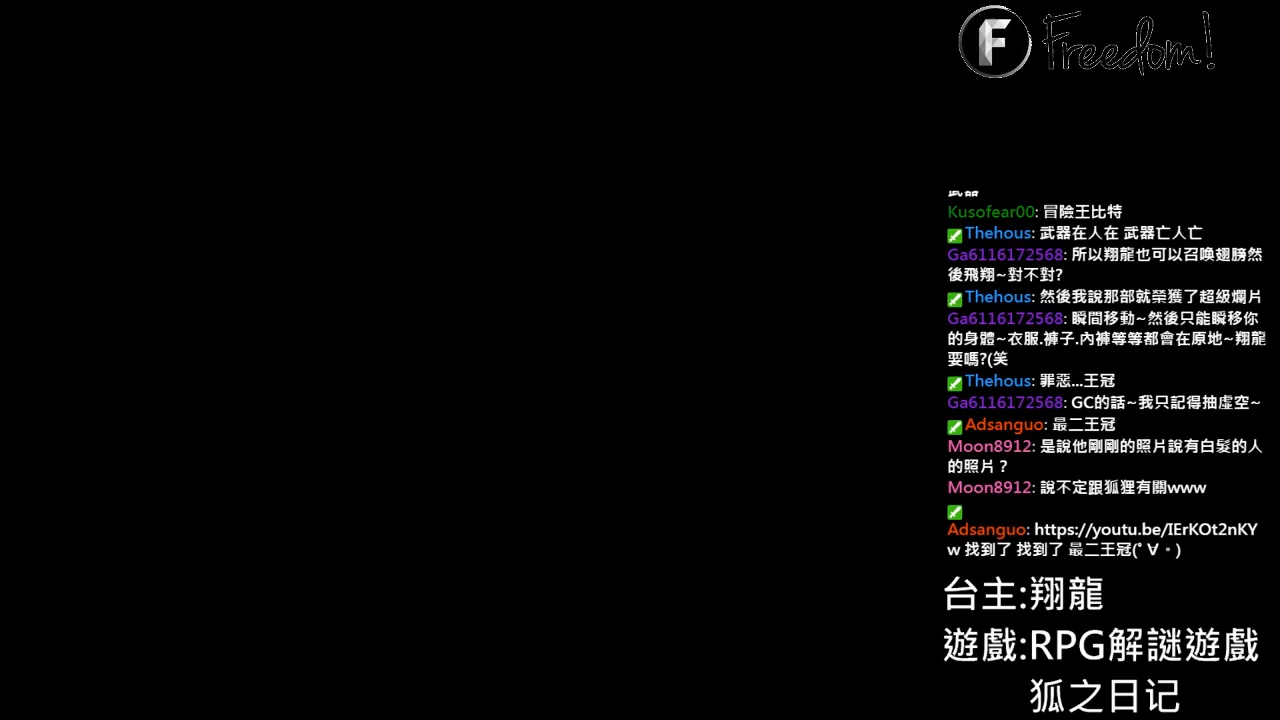 Freedom!
武器
Kusofear00: 冒險王比特
Thehous: 武器在人在 武器亡人亡
Ga6116172568: 所以翔龍也可以召喚翅膀然
後飛翔~對不對?
Thehous: 然後我說那部就榮獲了超級爛片
Ga6116172568: 瞬間移動~然後只能瞬移你
的身體~衣服.褲子.內褲等等都會在原地~翔龍
要嗎?(笑
Thehous: 罪惡...王冠
Ga6116172568: GC的話~我只記得抽虛空~
Adsanguo: 最二王冠
Moon8912: 是說他剛剛的照片說有白髮的人
的照片？
Moon8912: 說不定跟狐狸有關www
Adsanguo: https://youtu.be/IErKOt2nKY
w 找到了 找到了 最二王冠(ﾟ∀。)
台主:翔龍
遊戲:RPG解謎遊戲
狐之日记